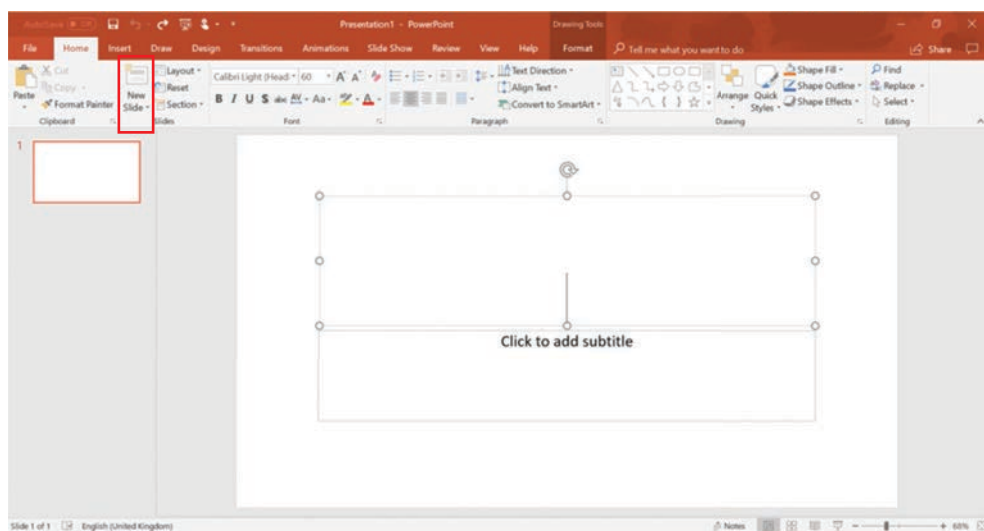 AutoSave
Presentation1 - PowerPoint
Drawing Tools
File Home Insert Draw Design Transitions Animations Slide Show Review View Help Format Tell me what you want to do Share
Paste
Cut
Copy
Format Painter
Clipboard
New Slide
Layout
Reset
Section
Slides
Calibri Light (Head 60 A A
B I U S abc AV Aa A
Font
Text Direction
Align Text
Convert to SmartArt
Paragraph
Arrange
Quick Styles
Shape Fill
Shape Outline
Shape Effects
Drawing
Find
Replace
Select
Editing
1
Click to add subtitle
Slide 1 of 1 English (United Kingdom) Notes 68%